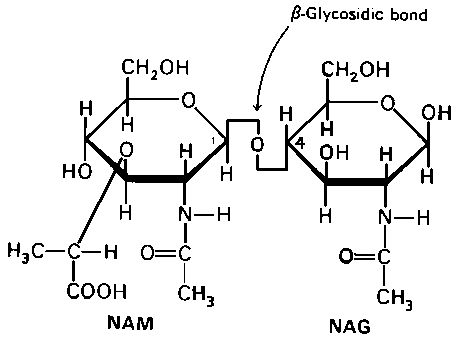 β-Glycosidic bond
CH₂OH
CH₂OH
H
O
H
O
OH
H
H
1
O
4
H
O
H
H
OH
H
HO
H
H
H
H
N—H
N—H
H₃C—C—H
O=C
O=C
COOH
CH₃
CH₃
NAM
NAG